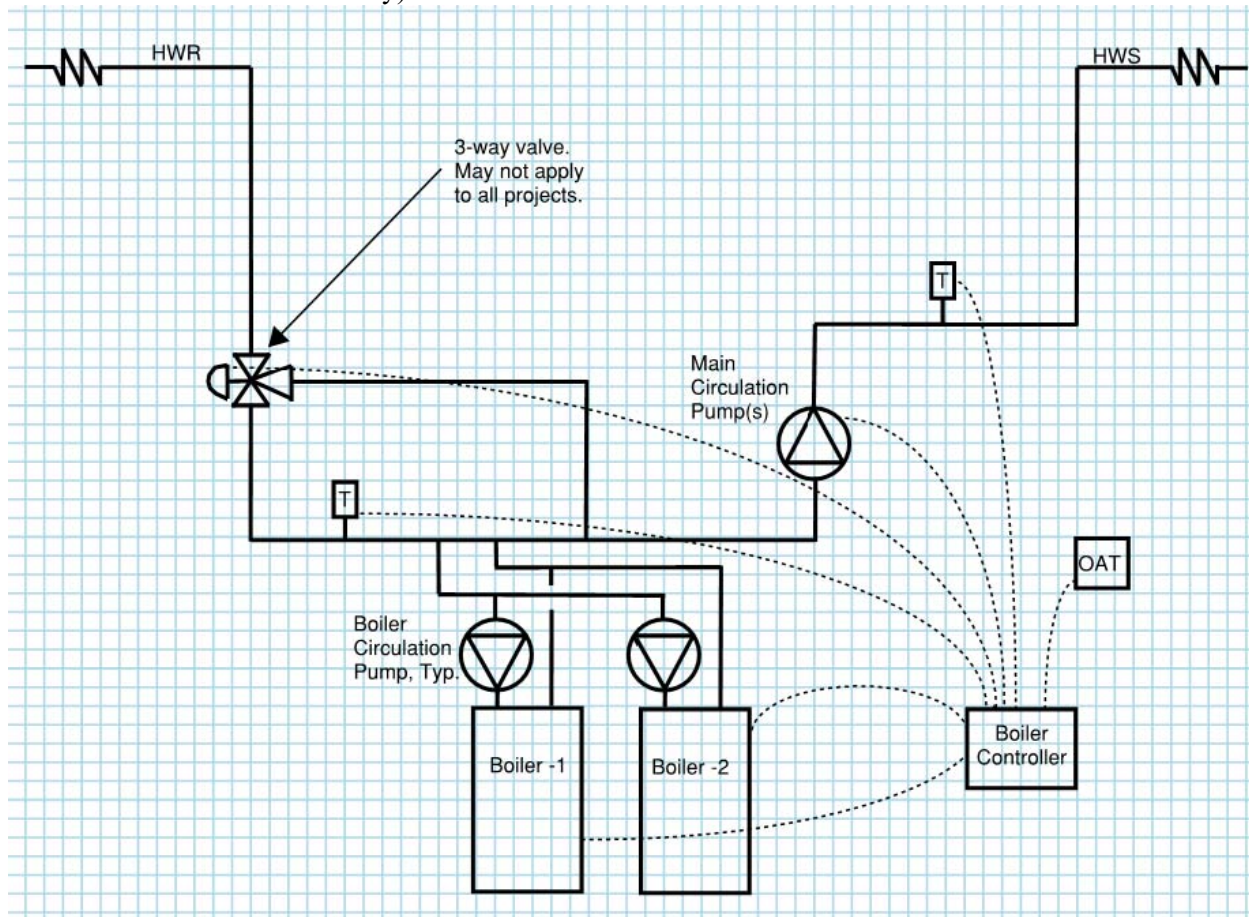 HWR
HWS
3-way valve.
May not apply
to all projects.
T
Main
Circulation
Pump(s)
T
OAT
Boiler
Circulation
Pump, Typ.
Boiler
Controller
Boiler -1
Boiler -2